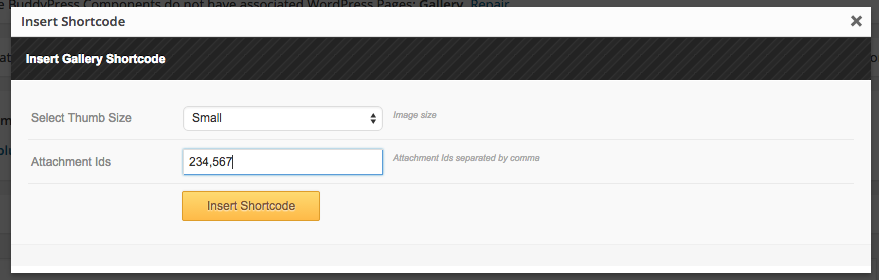 e BuddyPress Components do not have associated WordPress Pages: Gallery. Repair
Insert Shortcode
Insert Gallery Shortcode
Select Thumb Size Small Image size
Attachment Ids 234,567 Attachment Ids separated by comma
Insert Shortcode